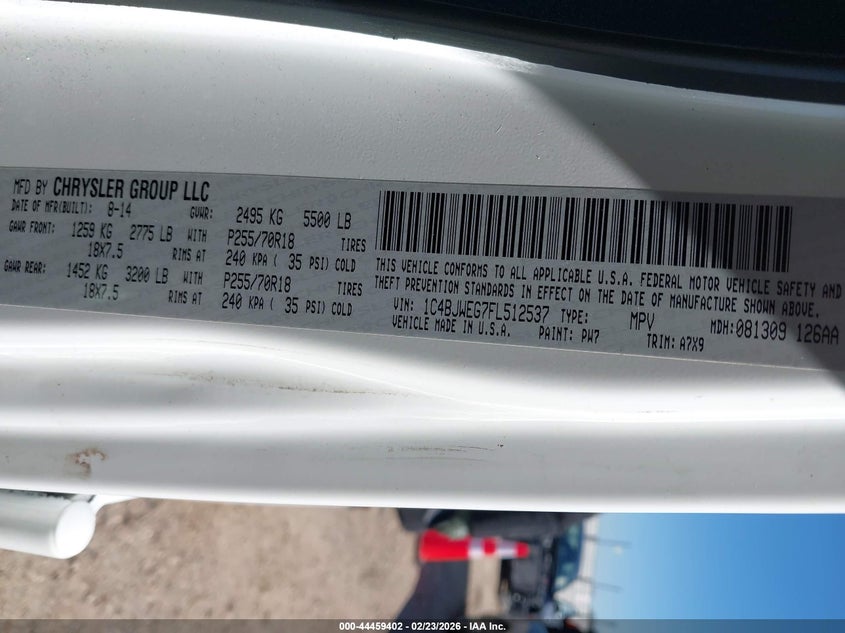 MFD BY CHRYSLER GROUP LLC
DATE OF MFR(BUILT): 8-14 GVWR: 2495 KG 5500 LB
GAWR FRONT: 1259 KG 2775 LB WITH P255/70R18 TIRES
18X7.5 RIMS AT 240 KPA ( 35 PSI) COLD
GAWR REAR: 1452 KG 3200 LB WITH P255/70R18 TIRES
18X7.5 RIMS AT 240 KPA ( 35 PSI) COLD
THIS VEHICLE CONFORMS TO ALL APPLICABLE U.S.A. FEDERAL MOTOR VEHICLE SAFETY AND
THEFT PREVENTION STANDARDS IN EFFECT ON THE DATE OF MANUFACTURE SHOWN ABOVE.
VIN: 1C4BJWEG7FL512537 TYPE: MPV MDH:081309 126AA
VEHICLE MADE IN U.S.A. PAINT: PW7 TRIM: A7X9
000-44459402 - 02/23/2026 - IAA Inc.